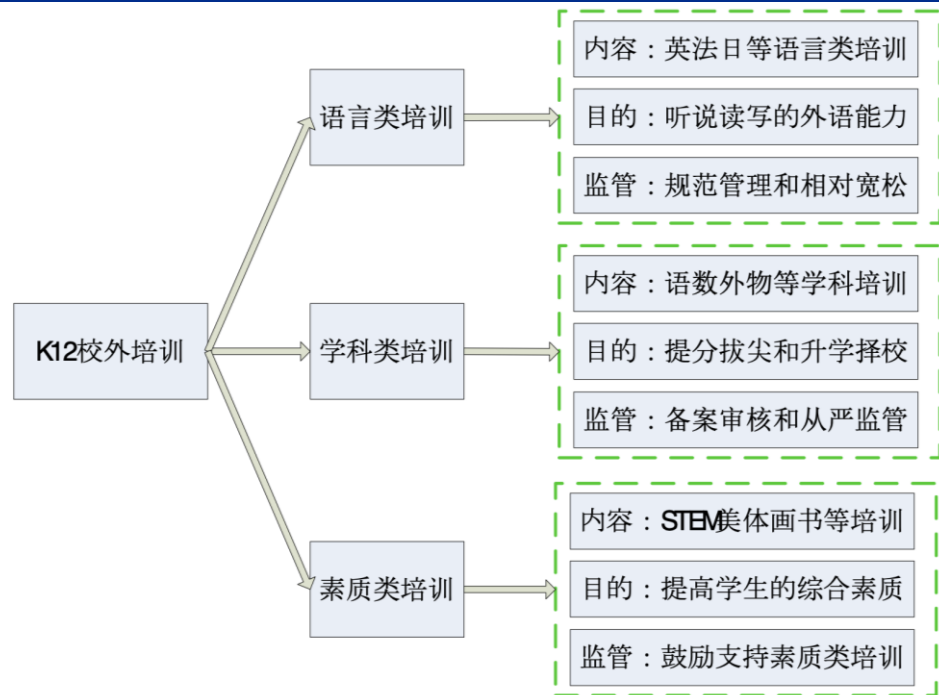 K12校外培训
语言类培训
内容：英法日等语言类培训
目的：听说读写的外语能力
监管：规范管理和相对宽松
学科类培训
内容：语数外物等学科培训
目的：提分拔尖和升学择校
监管：备案审核和从严监管
素质类培训
内容：STEM美体画书等培训
目的：提高学生的综合素质
监管：鼓励支持素质类培训